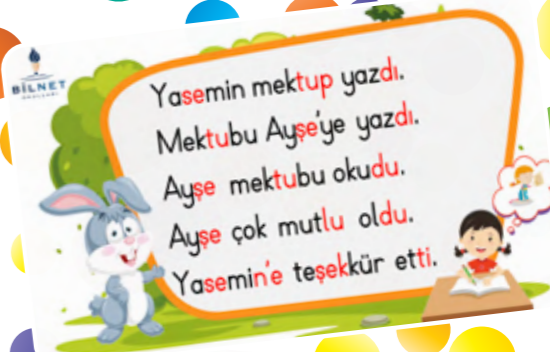 BİLNET
OKULLARI
Yasemin mektup yazdı.
Mektubu Ayşe'ye yazdı.
Ayşe mektubu okudu.
Ayşe çok mutlu oldu.
Yasemin'e teşekkür etti.